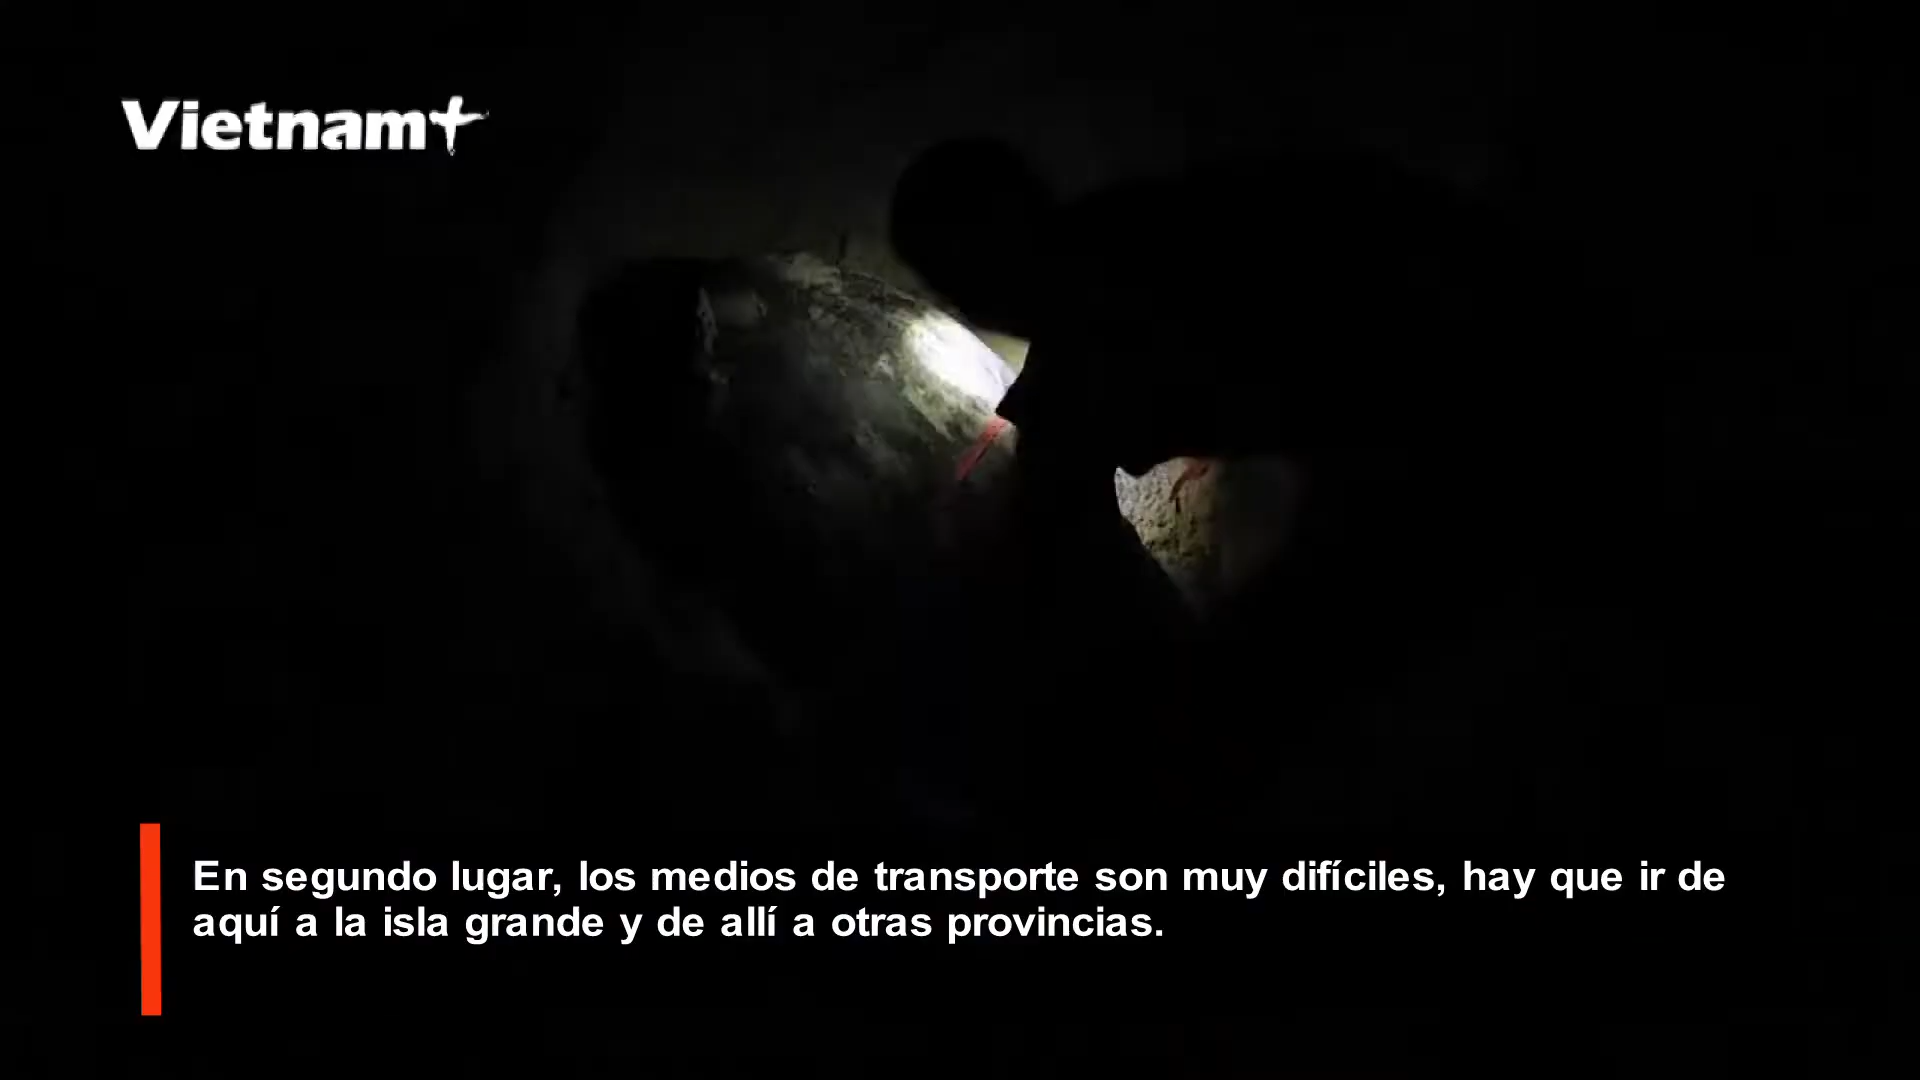 Vietnam+
En segundo lugar, los medios de transporte son muy difíciles, hay que ir de
aquí a la isla grande y de allí a otras provincias.